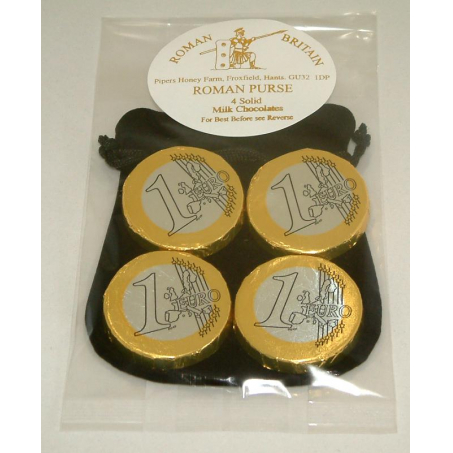 ROMAN BRITAIN
Pipers Honey Farm, Froxfield, Hants. GU32 1DP
ROMAN PURSE
4 Solid
Milk Chocolates
For Best Before see Reverse
1 EURO
1 EURO
1 EURO
1 EURO